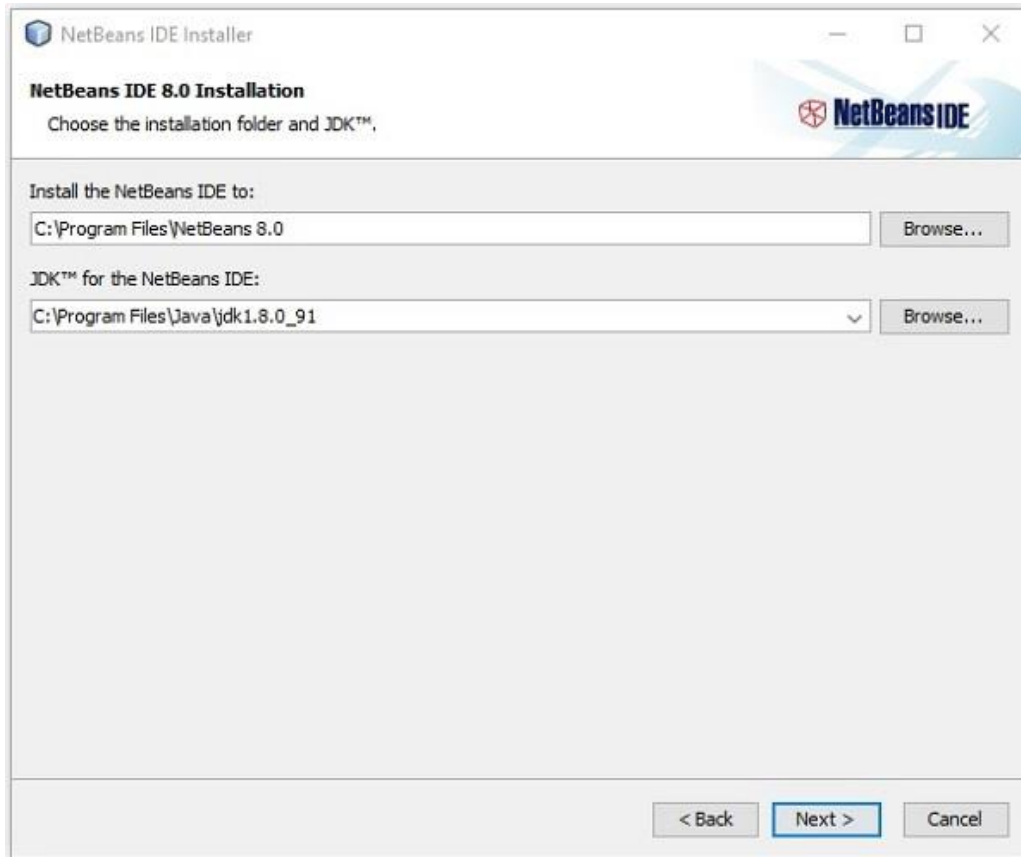 NetBeans IDE Installer
NetBeans IDE 8.0 Installation
Choose the installation folder and JDK™.
NetBeans IDE
Install the NetBeans IDE to:
C:\Program Files\NetBeans 8.0 Browse...
JDK™ for the NetBeans IDE:
C:\Program Files\Java\jdk1.8.0_91 Browse...
< Back Next > Cancel